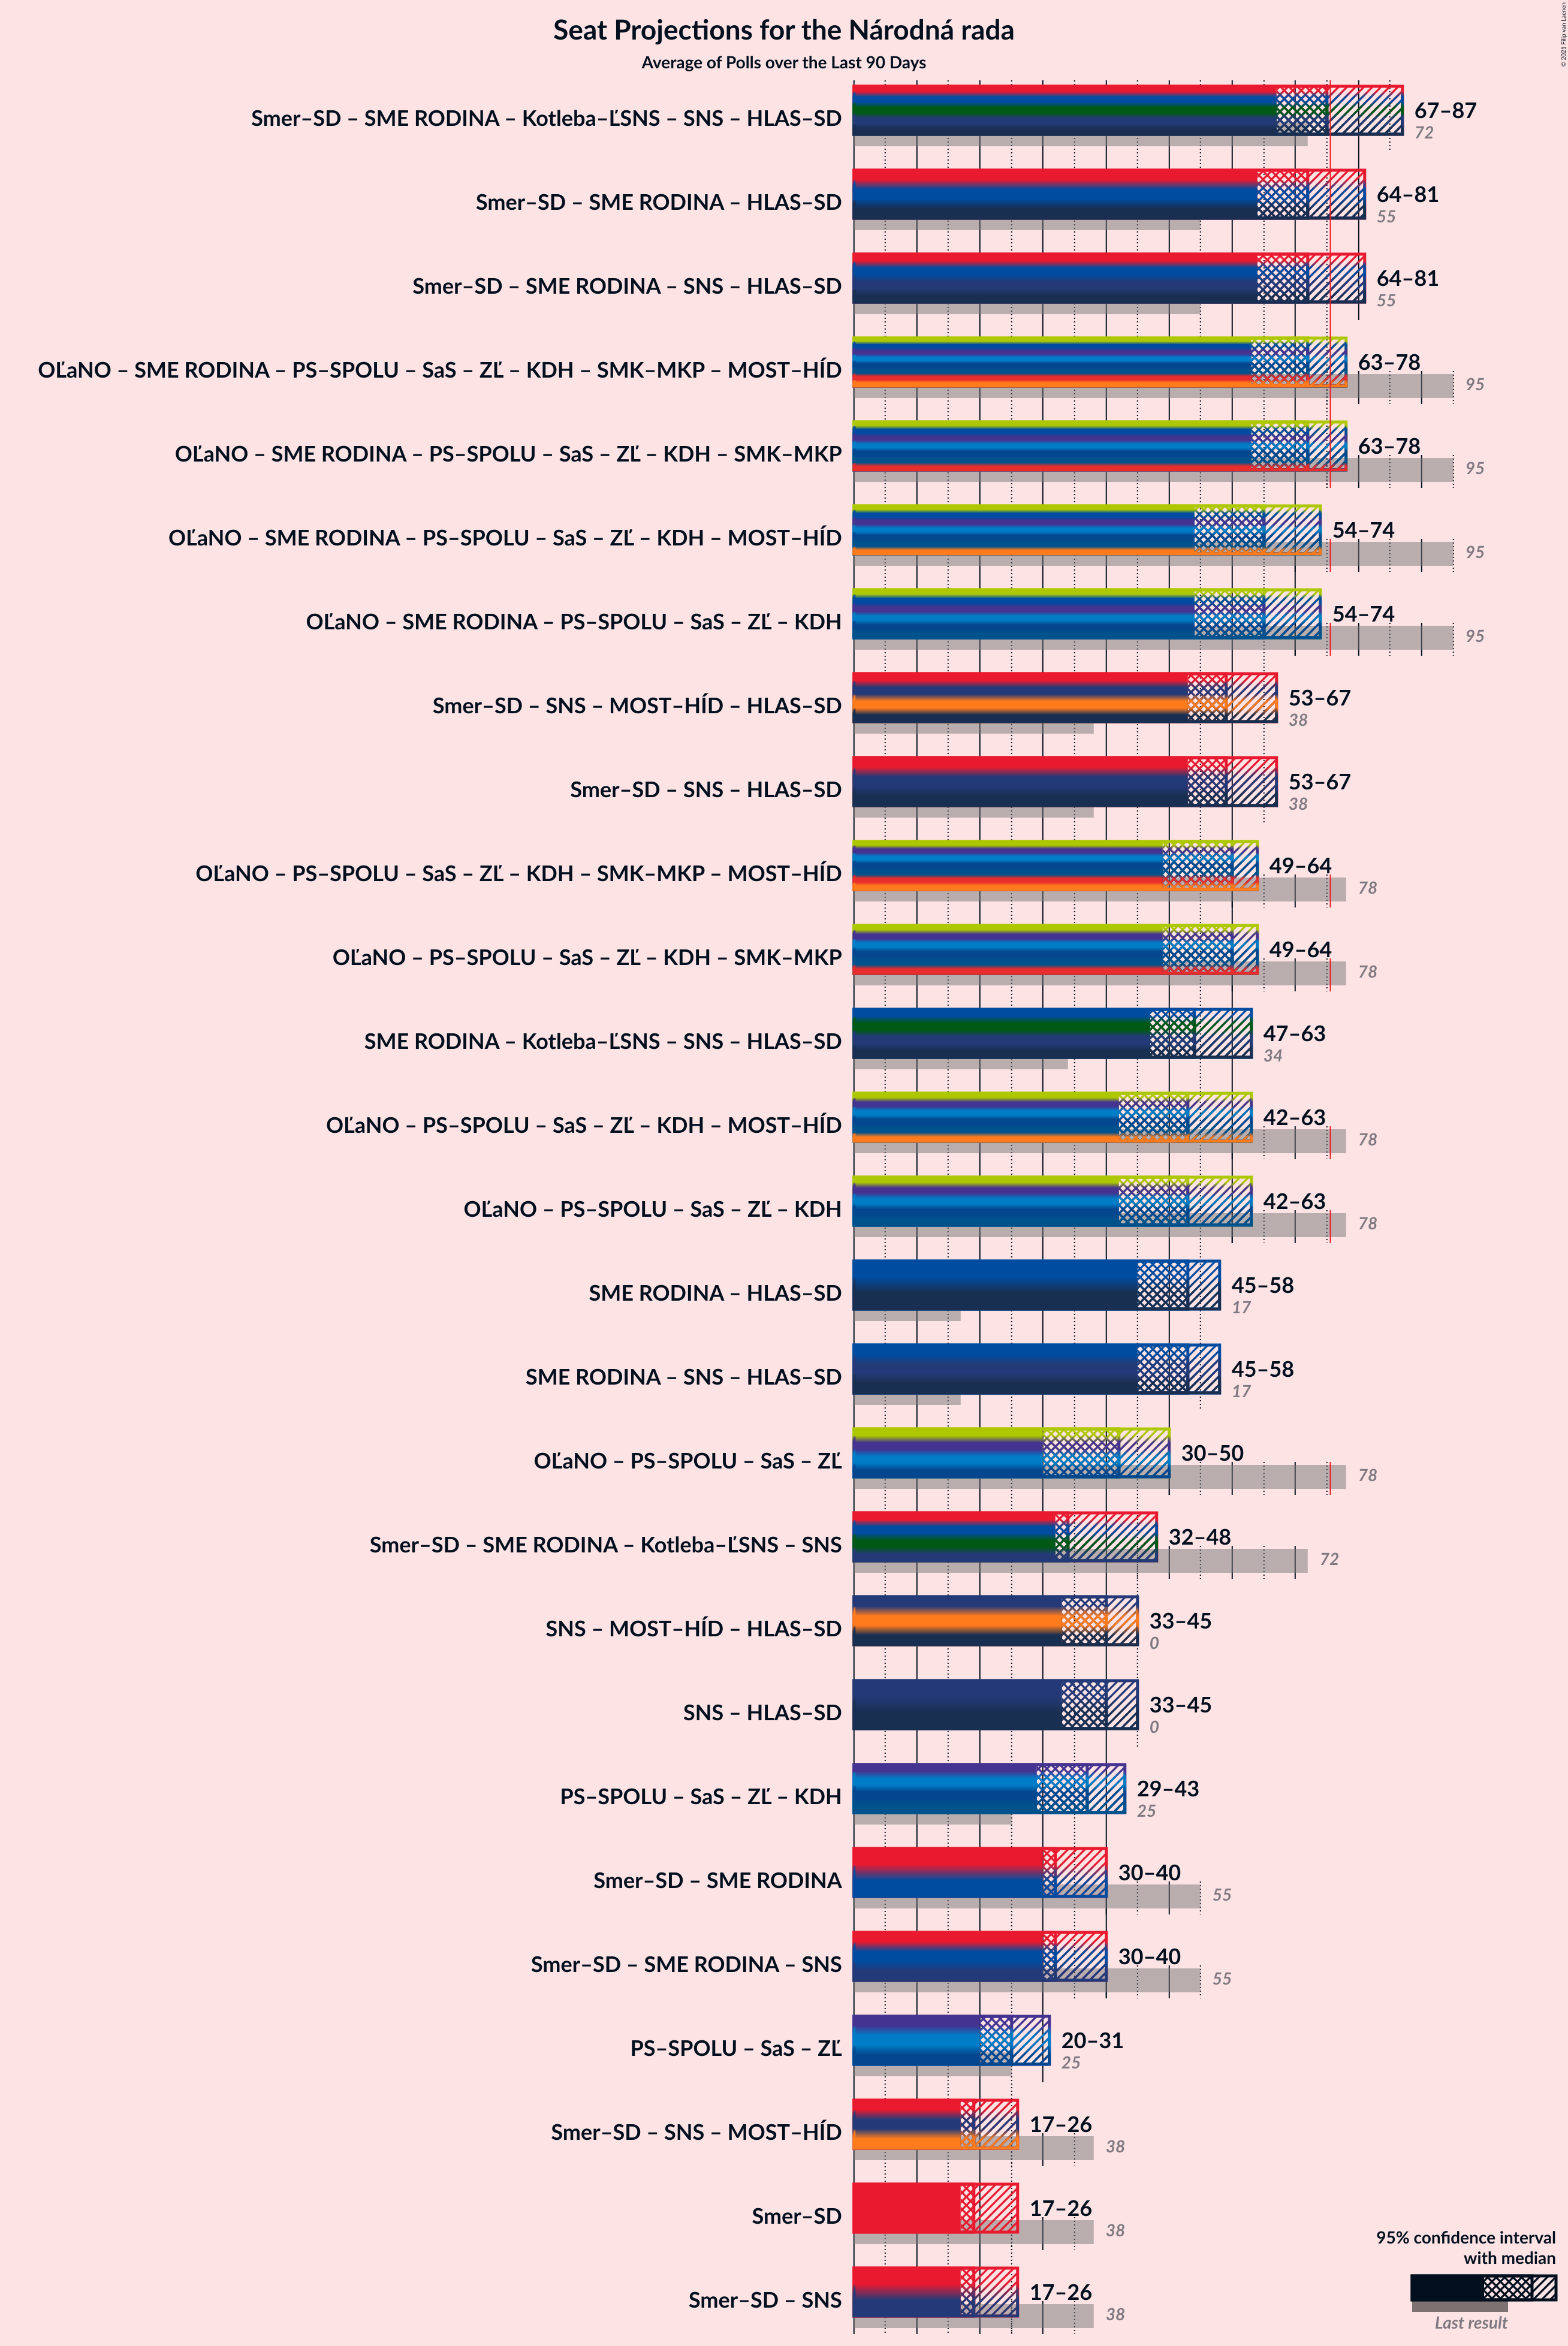 Seat Projections for the Národná rada
Average of Polls over the Last 90 Days
© 2021 Filip van Laenen
Smer–SD – SME RODINA – Kotleba–ĽSNS – SNS – HLAS–SD
67–87
72
Smer–SD – SME RODINA – HLAS–SD
64–81
55
Smer–SD – SME RODINA – SNS – HLAS–SD
64–81
55
OĽaNO – SME RODINA – PS–SPOLU – SaS – ZĽ – KDH – SMK–MKP – MOST–HÍD
63–78
95
OĽaNO – SME RODINA – PS–SPOLU – SaS – ZĽ – KDH – SMK–MKP
63–78
95
OĽaNO – SME RODINA – PS–SPOLU – SaS – ZĽ – KDH – MOST–HÍD
54–74
95
OĽaNO – SME RODINA – PS–SPOLU – SaS – ZĽ – KDH
54–74
95
Smer–SD – SNS – MOST–HÍD – HLAS–SD
53–67
38
Smer–SD – SNS – HLAS–SD
53–67
38
OĽaNO – PS–SPOLU – SaS – ZĽ – KDH – SMK–MKP – MOST–HÍD
49–64
78
OĽaNO – PS–SPOLU – SaS – ZĽ – KDH – SMK–MKP
49–64
78
SME RODINA – Kotleba–ĽSNS – SNS – HLAS–SD
47–63
34
OĽaNO – PS–SPOLU – SaS – ZĽ – KDH – MOST–HÍD
42–63
78
OĽaNO – PS–SPOLU – SaS – ZĽ – KDH
42–63
78
SME RODINA – HLAS–SD
45–58
17
SME RODINA – SNS – HLAS–SD
45–58
17
OĽaNO – PS–SPOLU – SaS – ZĽ
30–50
78
Smer–SD – SME RODINA – Kotleba–ĽSNS – SNS
32–48
72
SNS – MOST–HÍD – HLAS–SD
33–45
0
SNS – HLAS–SD
33–45
0
PS–SPOLU – SaS – ZĽ – KDH
29–43
25
Smer–SD – SME RODINA
30–40
55
Smer–SD – SME RODINA – SNS
30–40
55
PS–SPOLU – SaS – ZĽ
20–31
25
Smer–SD – SNS – MOST–HÍD
17–26
38
Smer–SD
17–26
38
Smer–SD – SNS
17–26
38
95% confidence interval
with median
Last result